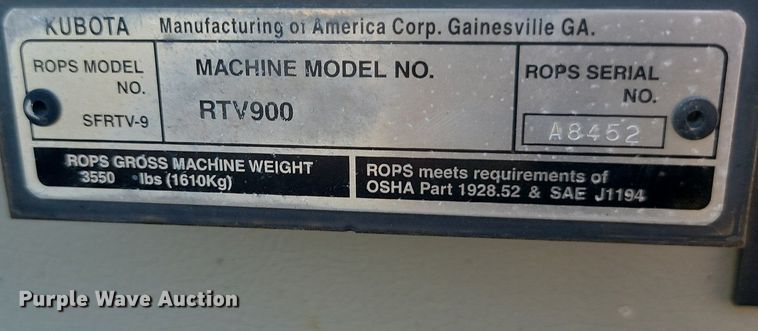 KUBOTA Manufacturing of America Corp. Gainesville GA.
ROPS MODEL NO.
SFRTV-9
MACHINE MODEL NO.
RTV900
ROPS SERIAL NO.
A8452
ROPS GROSS MACHINE WEIGHT
3550 lbs (1610Kg)
ROPS meets requirements of
OSHA Part 1928.52 & SAE J1194
Purple Wave Auction